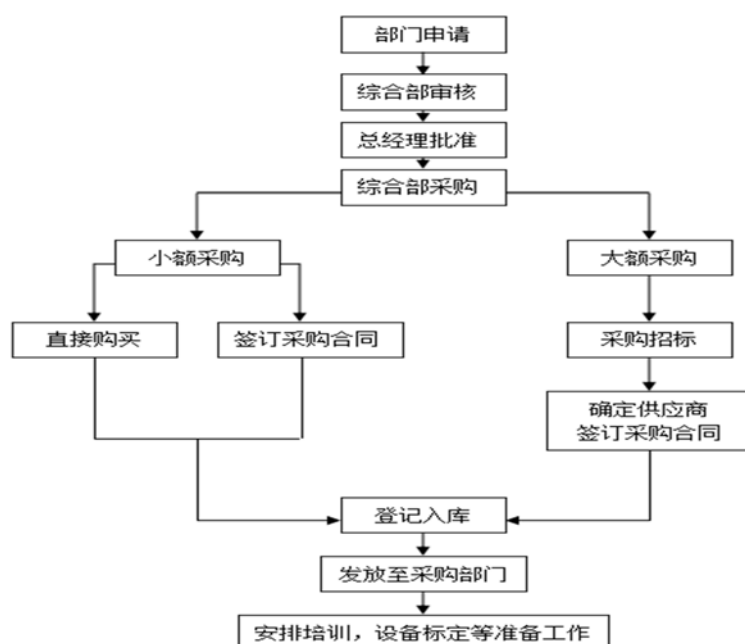 部门申请
综合部审核
总经理批准
综合部采购
小额采购
大额采购
直接购买
签订采购合同
采购招标
确定供应商
签订采购合同
登记入库
发放至采购部门
安排培训，设备标定等准备工作